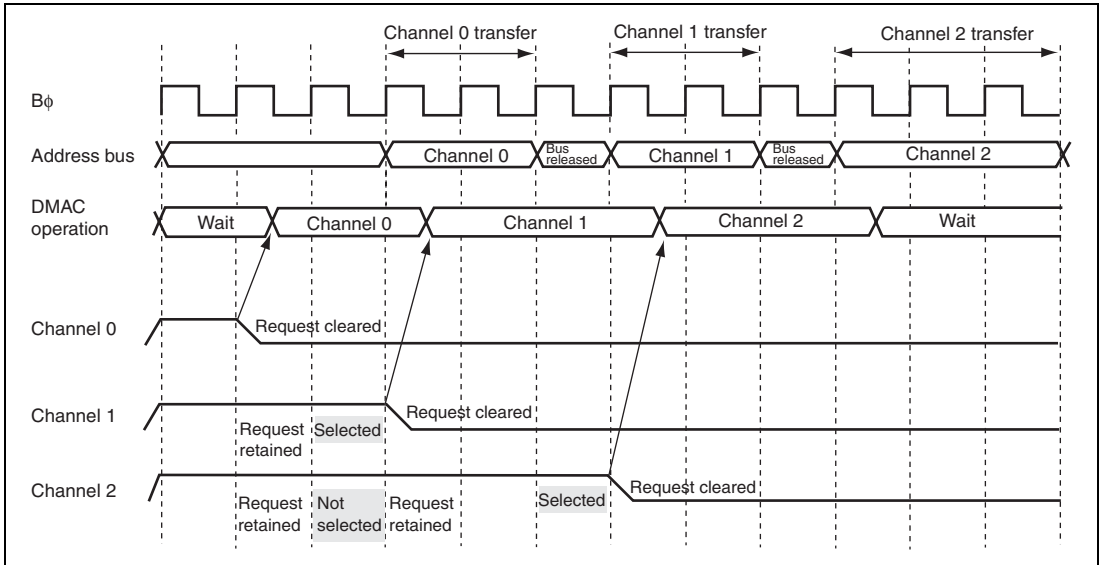 Channel 0 transfer Channel 1 transfer Channel 2 transfer
Bφ
Address bus Channel 0 Bus released Channel 1 Bus released Channel 2
DMAC operation Wait Channel 0 Channel 1 Channel 2 Wait
Channel 0 Request cleared
Channel 1 Request cleared
Request retained Selected
Channel 2 Request cleared
Request retained Not selected Request retained Selected